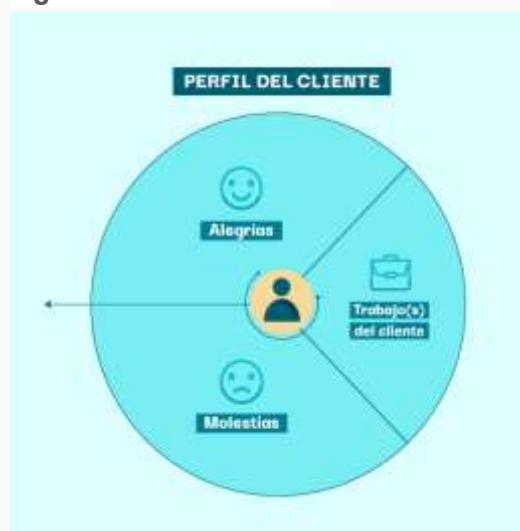 PERFIL DEL CLIENTE
Alegrías
Trabajo(s)
del cliente
Molestias